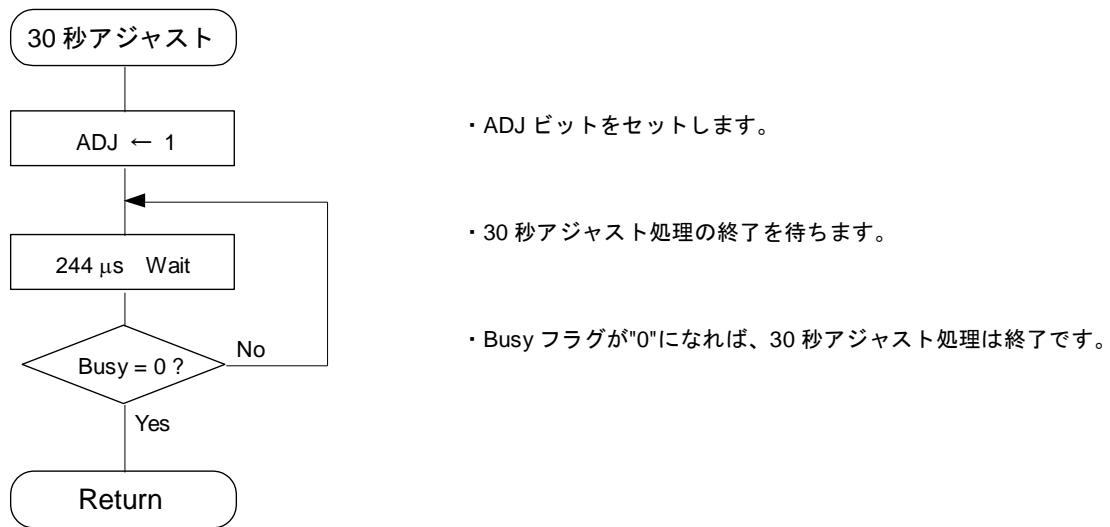 30 秒アジャスト
ADJ ← 1
・ADJ ビットをセットします。
・30 秒アジャスト処理の終了を待ちます。
244 μs Wait
・Busy フラグが"0"になれば、30 秒アジャスト処理は終了です。
No
Busy = 0 ?
Yes
Return